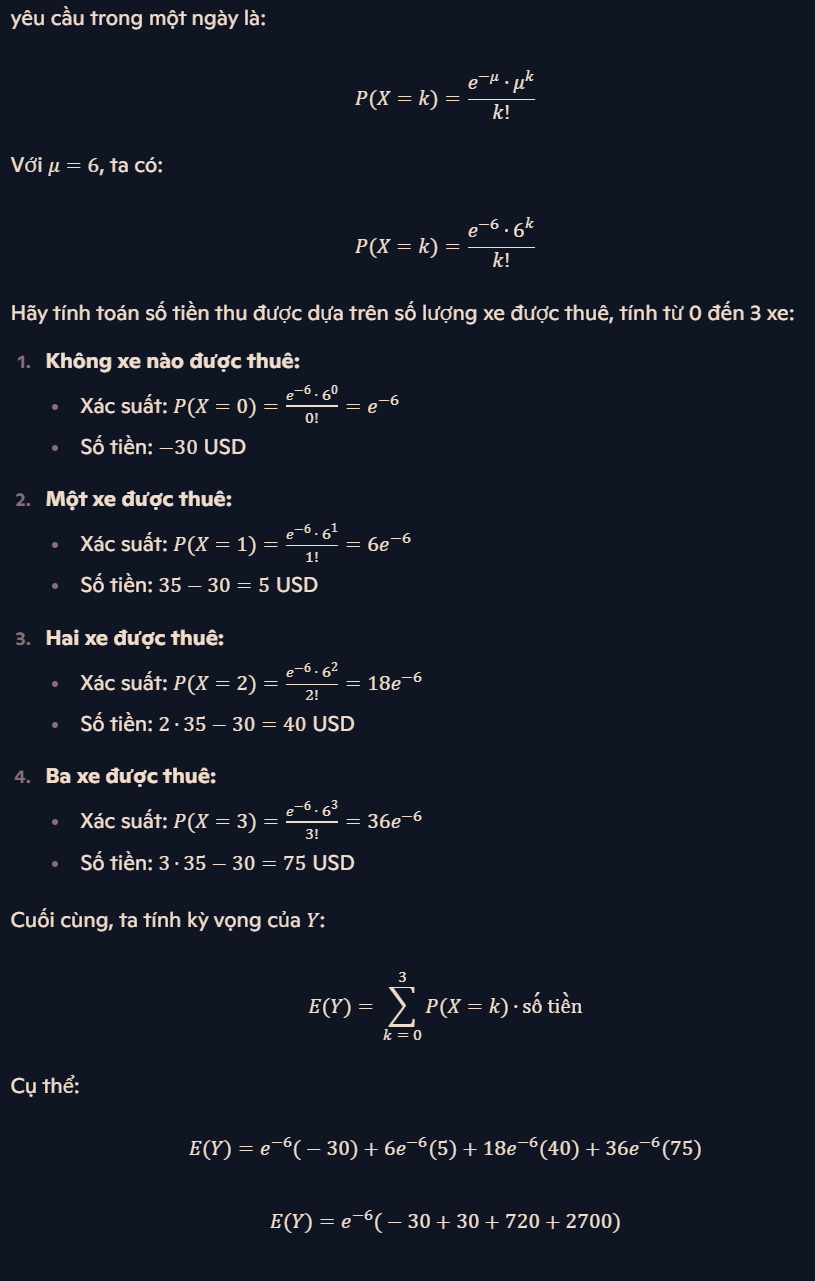 yêu cầu trong một ngày là:
P(X = k) = \frac{e^{−μ} · μ^k}{k!}
Với μ = 6, ta có:
P(X = k) = \frac{e^{−6} · 6^k}{k!}
Hãy tính toán số tiền thu được dựa trên số lượng xe được thuê, tính từ 0 đến 3 xe:
1. Không xe nào được thuê:
• Xác suất: P(X = 0) = \frac{e^{−6} · 6^0}{0!} = e^{−6}
• Số tiền: −30 USD
2. Một xe được thuê:
• Xác suất: P(X = 1) = \frac{e^{−6} · 6^1}{1!} = 6e^{−6}
• Số tiền: 35 − 30 = 5 USD
3. Hai xe được thuê:
• Xác suất: P(X = 2) = \frac{e^{−6} · 6^2}{2!} = 18e^{−6}
• Số tiền: 2 · 35 − 30 = 40 USD
4. Ba xe được thuê:
• Xác suất: P(X = 3) = \frac{e^{−6} · 6^3}{3!} = 36e^{−6}
• Số tiền: 3 · 35 − 30 = 75 USD
Cuối cùng, ta tính kỳ vọng của Y:
E(Y) = \sum_{k = 0}^{3} P(X = k) · số tiền
Cụ thể:
E(Y) = e^{−6}( − 30) + 6e^{−6}(5) + 18e^{−6}(40) + 36e^{−6}(75)
E(Y) = e^{−6}( − 30 + 30 + 720 + 2700)